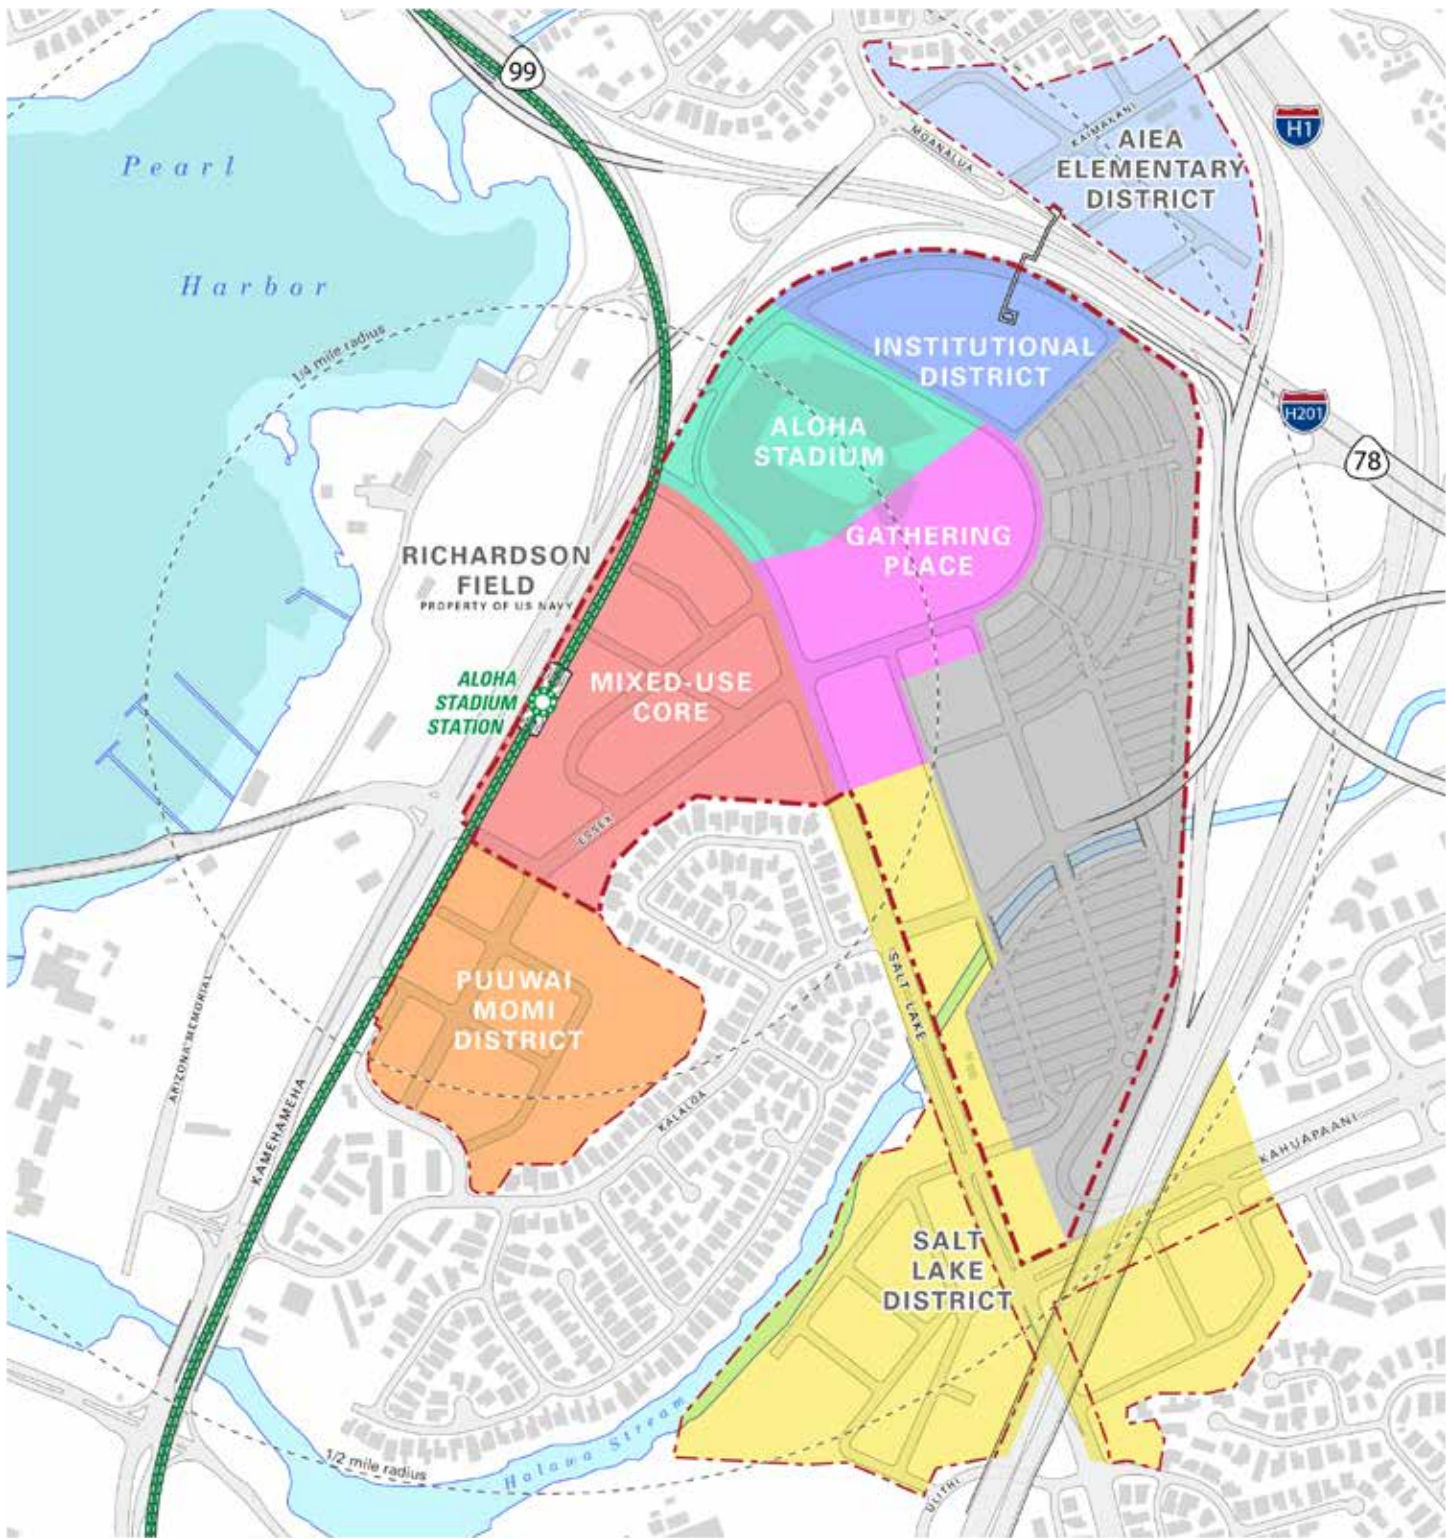 99
H1
KAIMAKANI
MOANALUA
AIEA
ELEMENTARY
DISTRICT
Pearl
Harbor
1/4 mile radius
INSTITUTIONAL
DISTRICT
H201
78
ALOHA
STADIUM
GATHERING
PLACE
RICHARDSON
FIELD
PROPERTY OF US NAVY
ALOHA
STADIUM
STATION
MIXED-USE
CORE
ESSEX
PUUWAI
MOMI
DISTRICT
SALT LAKE
ARIZONA MEMORIAL
KAMEHAMEHA
KALALOA
KAHUAPAANI
SALT
LAKE
DISTRICT
Halawa Stream
1/2 mile radius
ULITHI